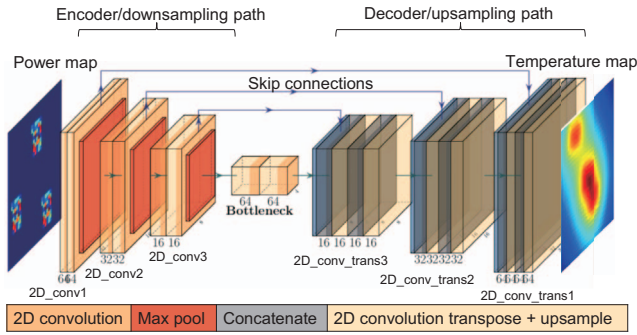 Encoder/downsampling path
Decoder/upsampling path
Power map
Temperature map
Skip connections
64 64
Bottleneck
6464
2D_conv1
3232
2D_conv2
16 16
2D_conv3
16 16 16 16
2D_conv_trans3
32323232
2D_conv_trans2
64646464
2D_conv_trans1
2D convolution
Max pool
Concatenate
2D convolution transpose + upsample